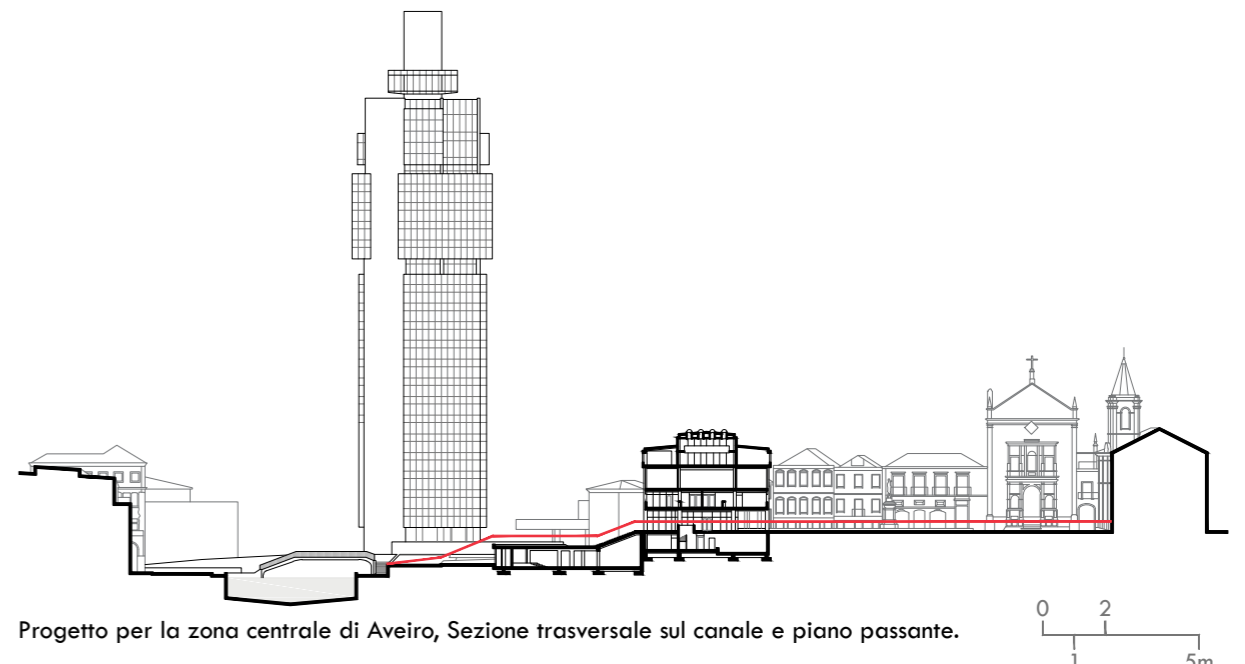 Progetto per la zona centrale di Aveiro, Sezione trasversale sul canale e piano passante.
0 2
1 5m